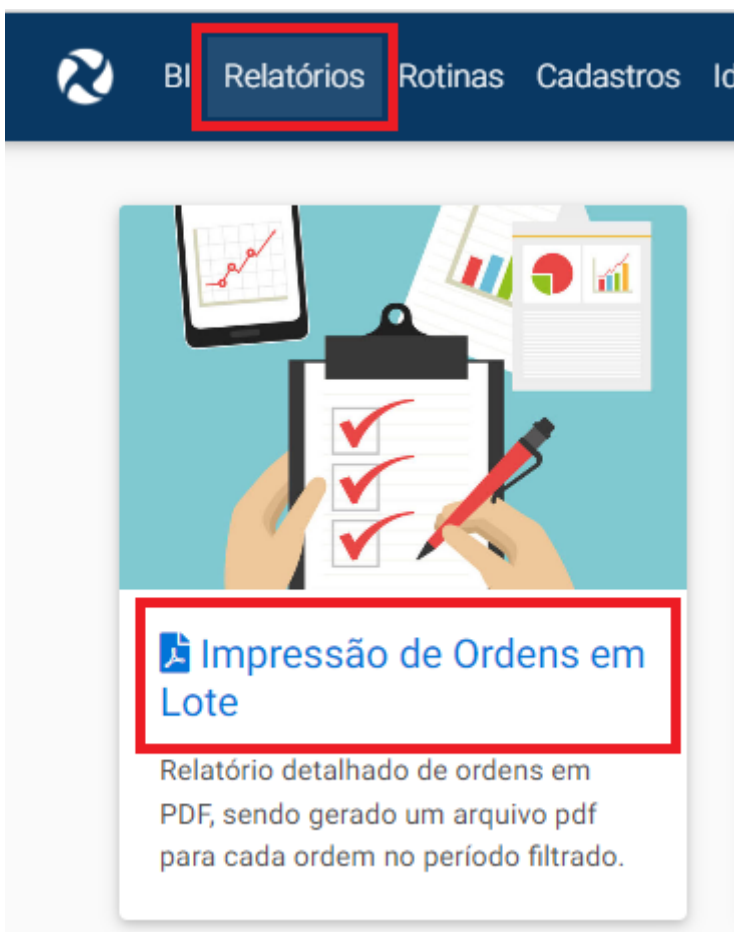 BI Relatórios Rotinas Cadastros
Impressão de Ordens em
Lote
Relatório detalhado de ordens em
PDF, sendo gerado um arquivo pdf
para cada ordem no período filtrado.